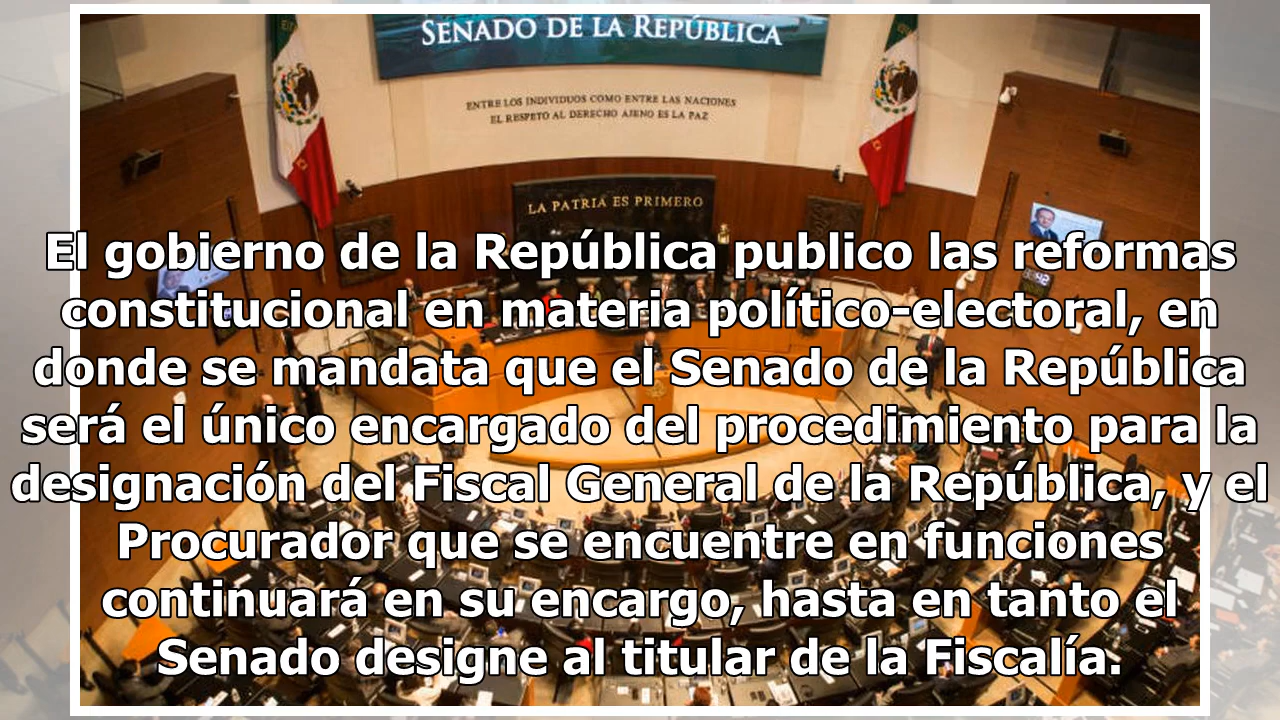 SENADO DE LA REPÚBLICA
ENTRE LOS INDIVIDUOS COMO ENTRE LAS NACIONES
EL RESPETO AL DERECHO AJENO ES LA PAZ
LA PATRIA ES PRIMERO
El gobierno de la República publico las reformas
constitucional en materia político-electoral, en
donde se mandata que el Senado de la República
será el único encargado del procedimiento para la
designación del Fiscal General de la República, y el
Procurador que se encuentre en funciones
continuará en su encargo, hasta en tanto el
Senado designe al titular de la Fiscalía.